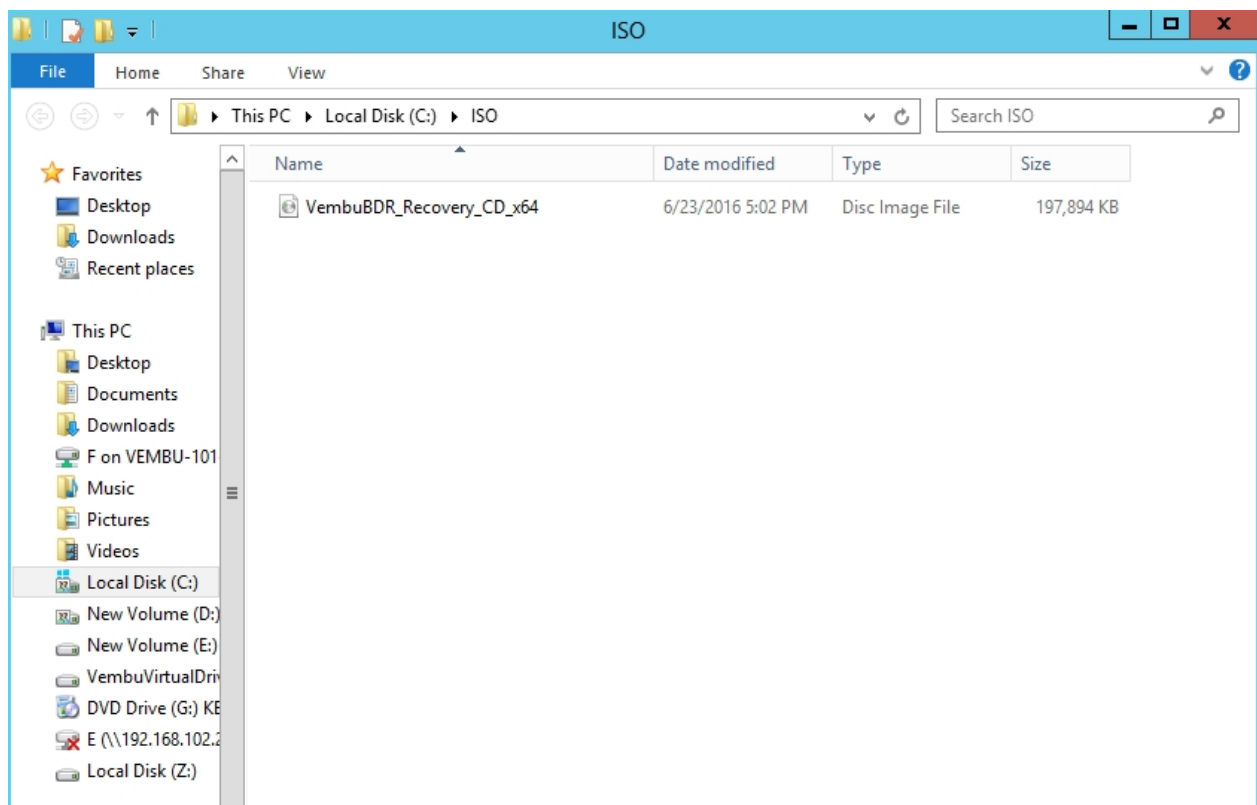 ISO
File Home Share View
This PC Local Disk (C:) ISO
Search ISO
Name Date modified Type Size
VembuBDR_Recovery_CD_x64 6/23/2016 5:02 PM Disc Image File 197,894 KB
Favorites
Desktop
Downloads
Recent places
This PC
Desktop
Documents
Downloads
F on VEMBU-101
Music
Pictures
Videos
Local Disk (C:)
New Volume (D:)
New Volume (E:)
VembuVirtualDri
DVD Drive (G:) KE
E (\\192.168.102.2
Local Disk (Z:)